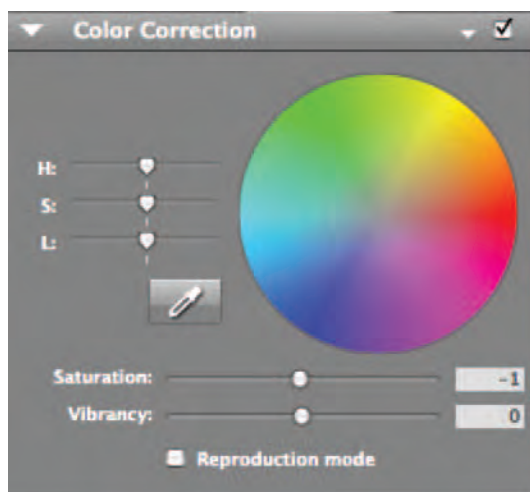 Color Correction
H:
S:
L:
Saturation: -1
Vibrancy: 0
Reproduction mode